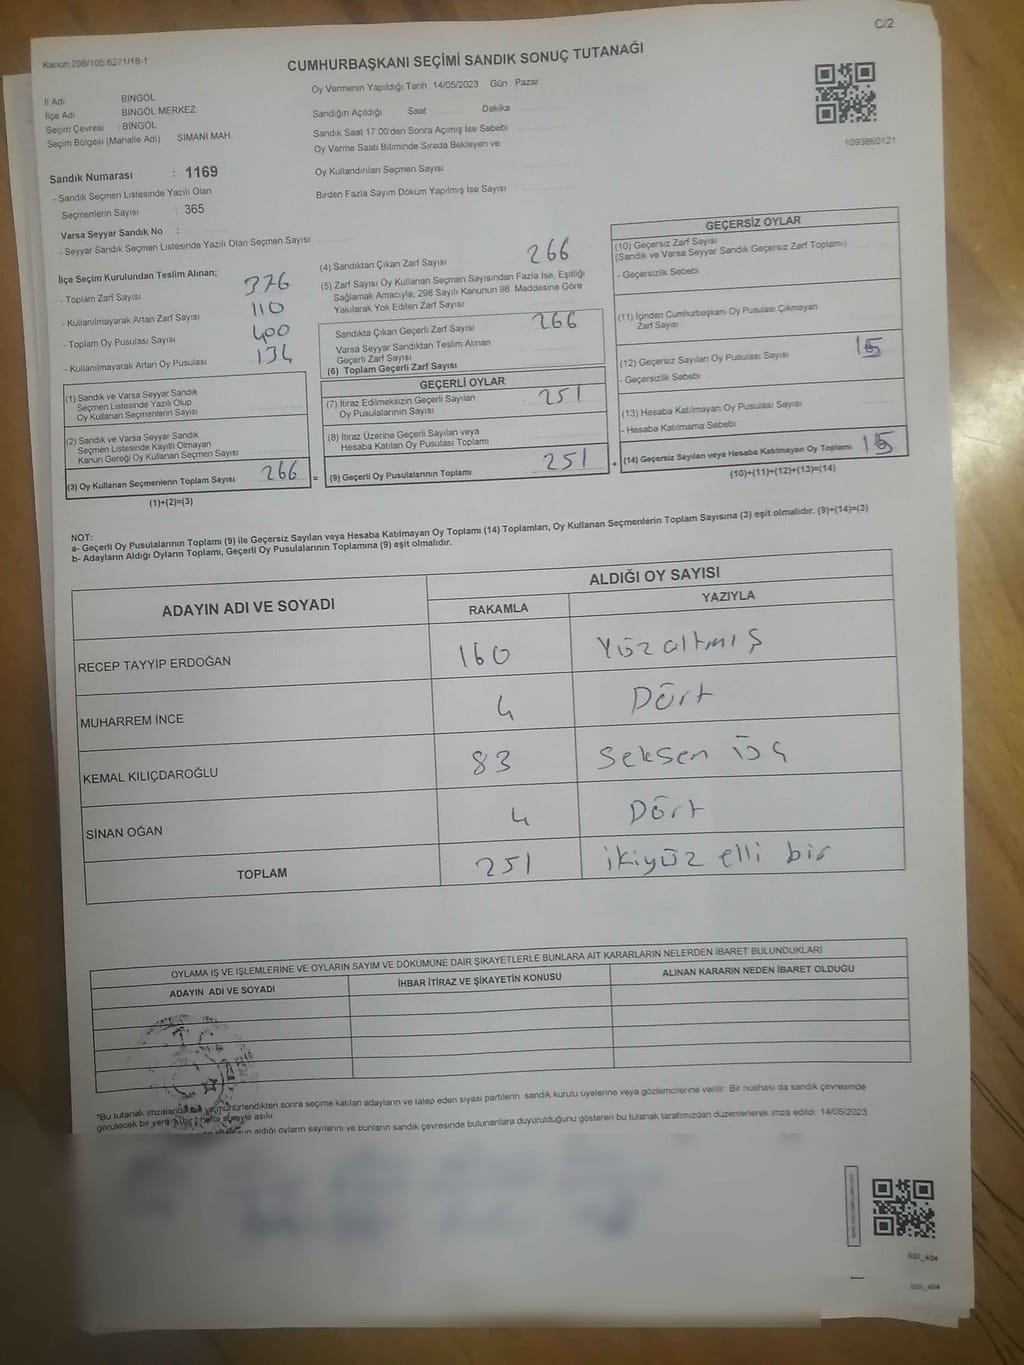 C/2
Kanun.298/105.6271/18-1
CUMHURBAŞKANI SEÇİMİ SANDIK SONUÇ TUTANAĞI
Oy Vermenin Yapıldığı Tarih 14/05/2023 Gün Pazar
İl Adı BİNGÖL
İlçe Adı BİNGÖL MERKEZ
Seçim Çevresi : BİNGÖL
Seçim Bölgesi (Mahalle Adı) SİMANİ MAH.
Sandığın Açıldığı Saat Dakika
Sandık Saat 17.00'den Sonra Açımış İse Sebebi
Oy Verme Saati Bitiminde Sırada Bekleyen ve
Oy Kullandırılan Seçmen Sayısı
Birden Fazla Sayım Döküm Yapılmış İse Sayısı
1093860121
Sandık Numarası : 1169
- Sandık Seçmen Listesinde Yazılı Olan
Seçmenlerin Sayısı : 365
Varsa Seyyar Sandık No :
- Seyyar Sandık Seçmen Listesinde Yazılı Olan Seçmen Sayısı
İlçe Seçim Kurulundan Teslim Alınan;
- Toplam Zarf Sayısı 376
- Kullanılmayarak Artan Zarf Sayısı 110
- Toplam Oy Pusulası Sayısı 400
- Kullanılmayarak Artan Oy Pusulası 134
(1) Sandık ve Varsa Seyyar Sandık
Seçmen Listesinde Yazılı Olup
Oy Kullanan Seçmenlerin Sayısı
(2) Sandık ve Varsa Seyyar Sandık
Seçmen Listesinde Kayıtlı Olmayan
Kanun Gereği Oy Kullanan Seçmen Sayısı
(3) Oy Kullanan Seçmenlerin Toplam Sayısı 266 =
(1)+(2)=(3)
(4) Sandıktan Çıkan Zarf Sayısı 266
(5) Zarf Sayısı Oy Kullanan Seçmen Sayısından Fazla İse, Eşitliği
Sağlamak Amacıyla, 298 Sayılı Kanunun 98. Maddesine Göre
Yakılarak Yok Edilen Zarf Sayısı
Sandıkta Çıkan Geçerli Zarf Sayısı 266
Varsa Seyyar Sandıktan Teslim Alınan
Geçerli Zarf Sayısı
(6) Toplam Geçerli Zarf Sayısı
GEÇERLİ OYLAR
(7) İtiraz Edilmeksizin Geçerli Sayılan
Oy Pusulalarının Sayısı : 251
(8) İtiraz Üzerine Geçerli Sayılan veya
Hesaba Katılan Oy Pusulası Toplamı
(9) Geçerli Oy Pusulalarının Toplamı 251 +
GEÇERSİZ OYLAR
(10) Geçersiz Zarf Sayısı
(Sandık ve Varsa Seyyar Sandık Geçersiz Zarf Toplamı)
- Geçersizlik Sebebi
(11) İçinden Cumhurbaşkanı Oy Pusulası Çıkmayan
Zarf Sayısı
(12) Geçersiz Sayılan Oy Pusulası Sayısı 15
- Geçersizlik Sebebi
(13) Hesaba Katılmayan Oy Pusulası Sayısı
- Hesaba Katılmama Sebebi
(14) Geçersiz Sayılan veya Hesaba Katılmayan Oy Toplamı 15
(10)+(11)+(12)+(13)=(14)
NOT:
a- Geçerli Oy Pusulalarının Toplamı (9) ile Geçersiz Sayılan veya Hesaba Katılmayan Oy Toplamı (14) Toplamları, Oy Kullanan Seçmenlerin Toplam Sayısına (3) eşit olmalıdır. (9)+(14)=(3)
b- Adayların Aldığı Oyların Toplamı, Geçerli Oy Pusulalarının Toplamına (9) eşit olmalıdır.
ADAYIN ADI VE SOYADI
ALDIĞI OY SAYISI
RAKAMLA YAZIYLA
RECEP TAYYİP ERDOĞAN 160 Yüz altmış
MUHARREM İNCE 4 Dört
KEMAL KILIÇDAROĞLU 83 Seksen üç
SİNAN OĞAN 4 Dört
TOPLAM 251 ikiyüz elli bir
OYLAMA İŞ VE İŞLEMLERİNE VE OYLARIN SAYIM VE DÖKÜMÜNE DAİR ŞİKAYETLERLE BUNLARA AİT KARARLARIN NELERDEN İBARET BULUNDUKLARI
ADAYIN ADI VE SOYADI İHBAR İTİRAZ VE ŞİKAYETİN KONUSU ALINAN KARARIN NEDEN İBARET OLDUĞU
*Bu tutanak imzalandıktan ve mühürlendikten sonra seçime katılan adayların ve talep eden siyasi partilerin sandık kurulu üyelerine veya gözlemcilerine verilir. Bir nüshası da sandık çevresinde
görülecek bir yere asılır hafta süreyle asılır.
aldığı oyların sayılarını ve bunların sandık çevresinde bulunanlara duyurulduğunu gösteren bu tutanak tarafımızdan düzenlenerek imza edildi. 14/05/2023
SSI_404
SSI_404